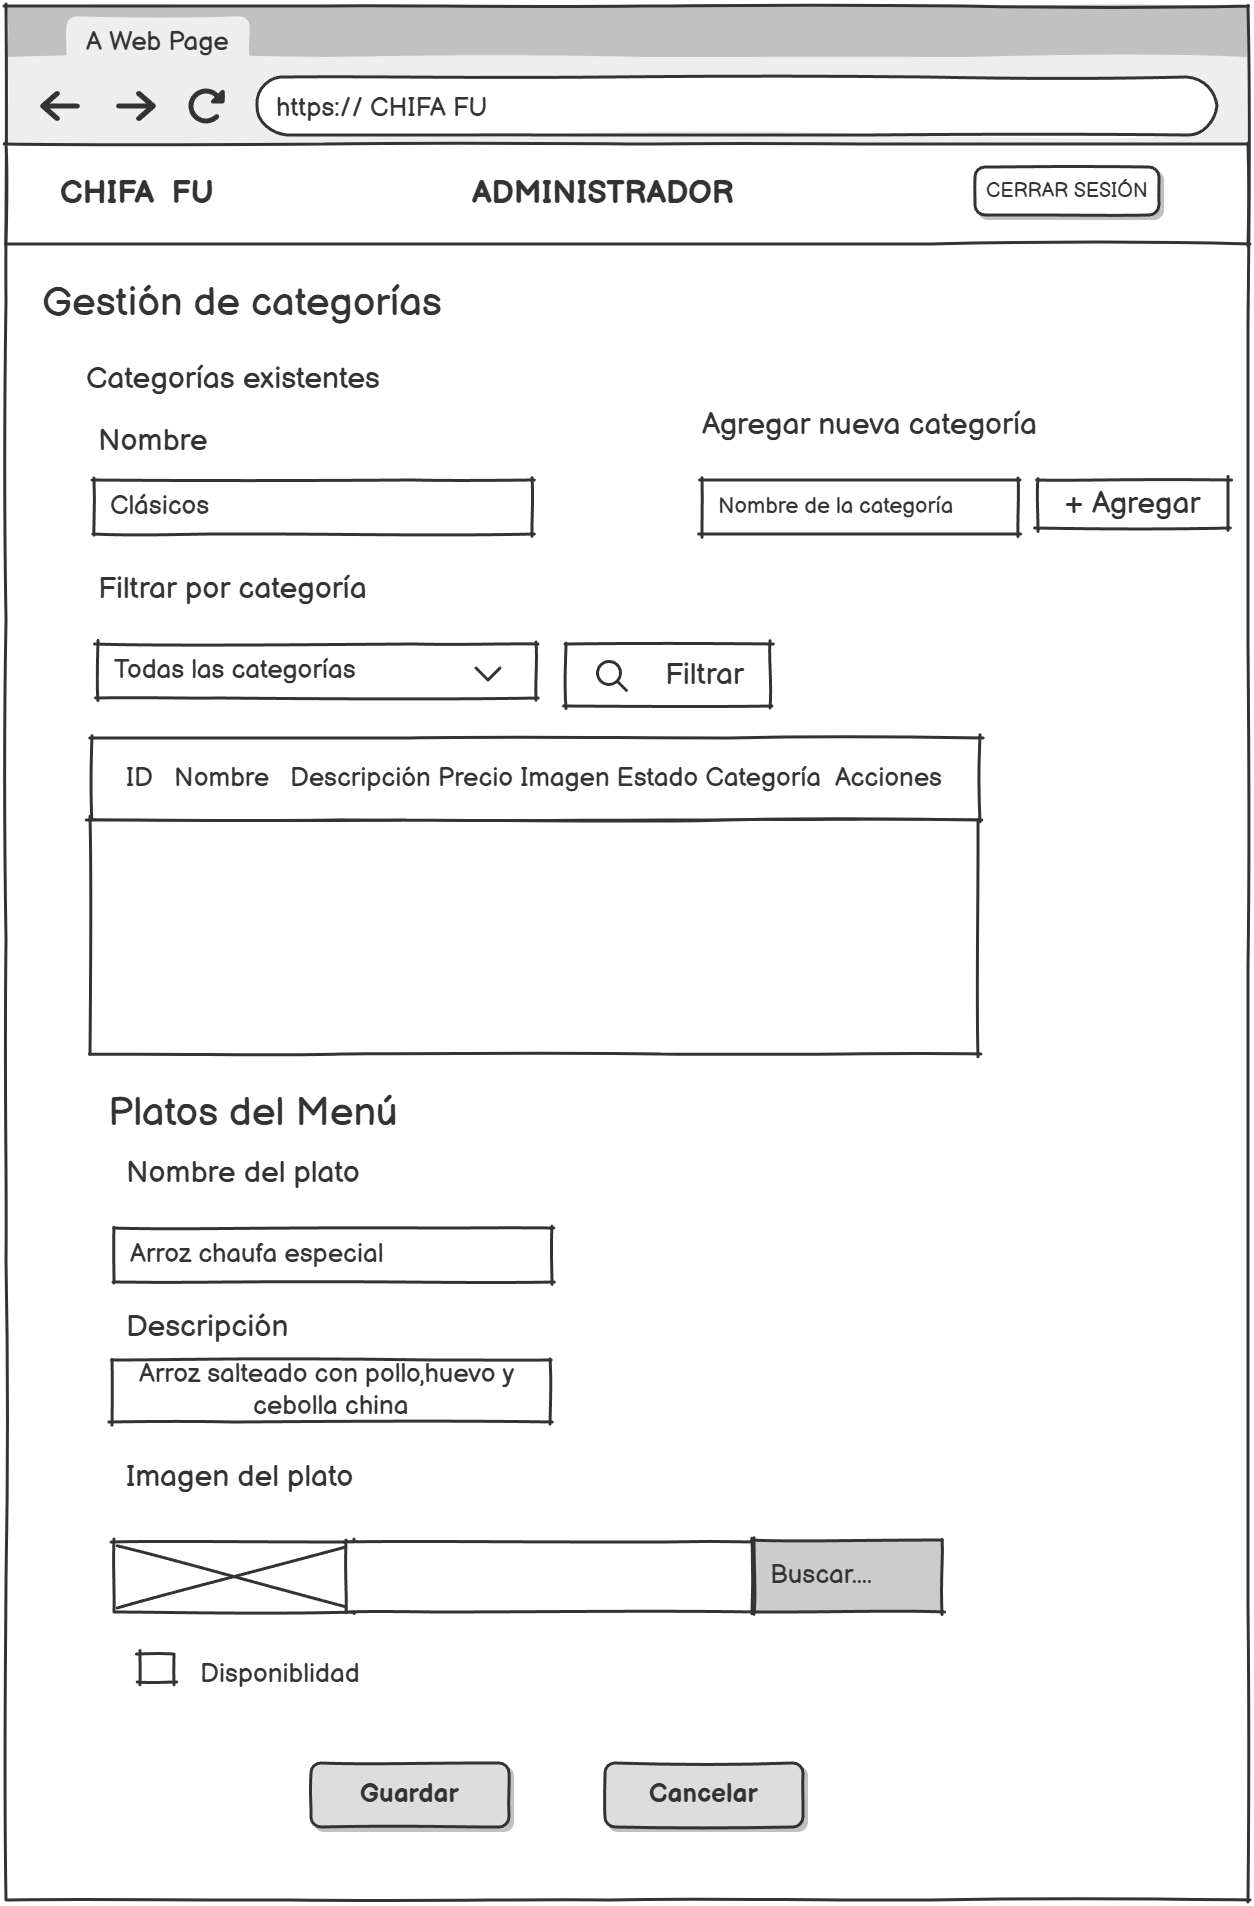 A Web Page
https:// CHIFA FU
CHIFA FU
ADMINISTRADOR
CERRAR SESIÓN
Gestión de categorías
Categorías existentes
Agregar nueva categoría
Nombre
Clásicos
Nombre de la categoría
+ Agregar
Filtrar por categoría
Todas las categorías
Filtrar
ID Nombre Descripción Precio Imagen Estado Categoría Acciones
Platos del Menú
Nombre del plato
Arroz chaufa especial
Descripción
Arroz salteado con pollo,huevo y
cebolla china
Imagen del plato
Buscar....
Disponiblidad
Guardar
Cancelar